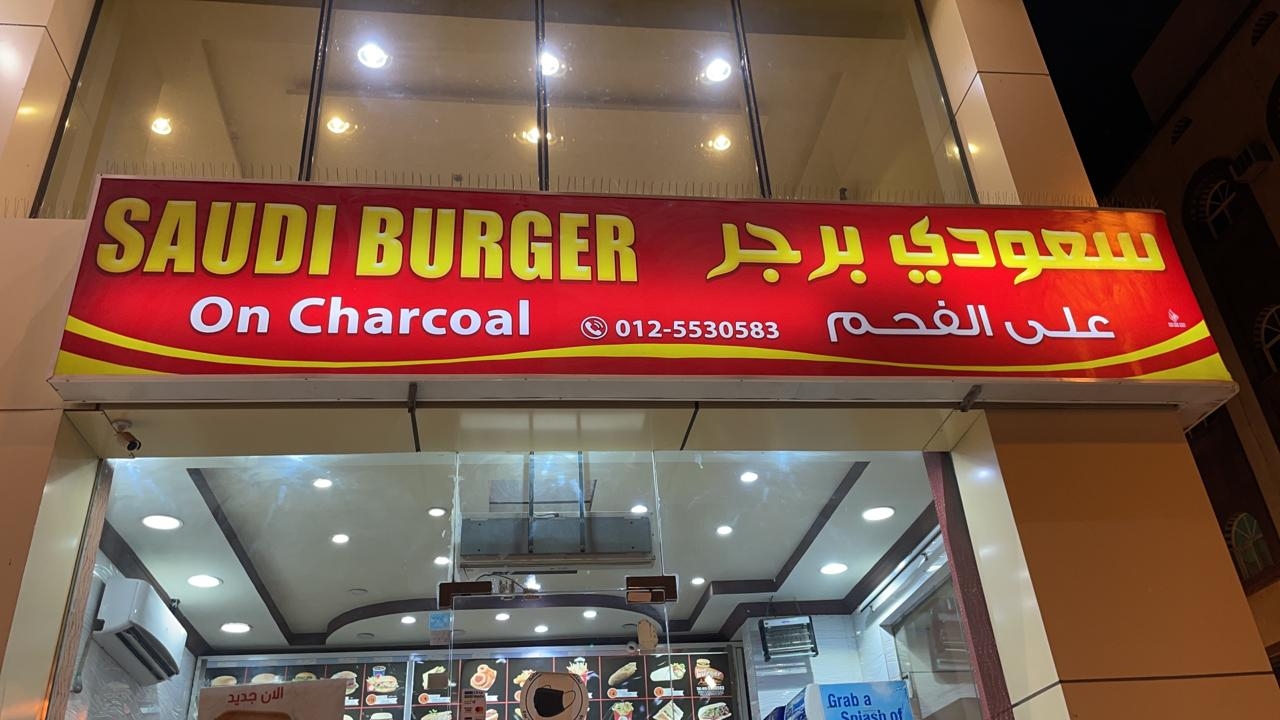 SAUDI BURGER
سعودي برجر
On Charcoal
012-5530583
على الفحم
الان جديد
Grab a
Splash of